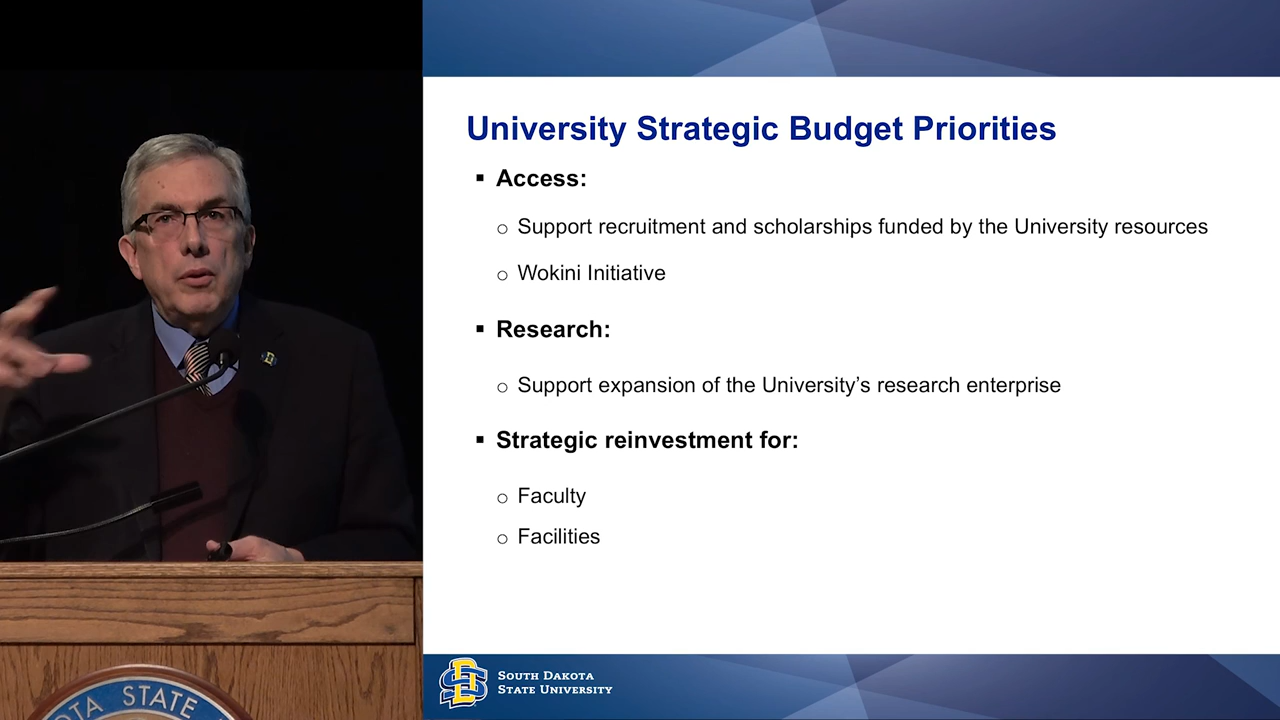 University Strategic Budget Priorities
▪ Access:
o Support recruitment and scholarships funded by the University resources
o Wokini Initiative
▪ Research:
o Support expansion of the University’s research enterprise
▪ Strategic reinvestment for:
o Faculty
o Facilities
SOUTH DAKOTA
STATE UNIVERSITY
OTA STATE